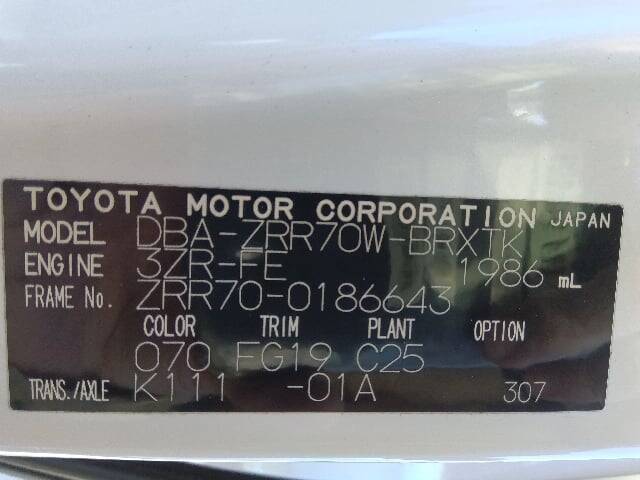 TOYOTA MOTOR CORPORATION JAPAN
MODEL DBA-ZRR70W-BRXTK
ENGINE 3ZR-FE 1986 mL
FRAME No. ZRR70-0186643
COLOR TRIM PLANT OPTION
070 FG19 C25
TRANS./AXLE K111 -01A 307